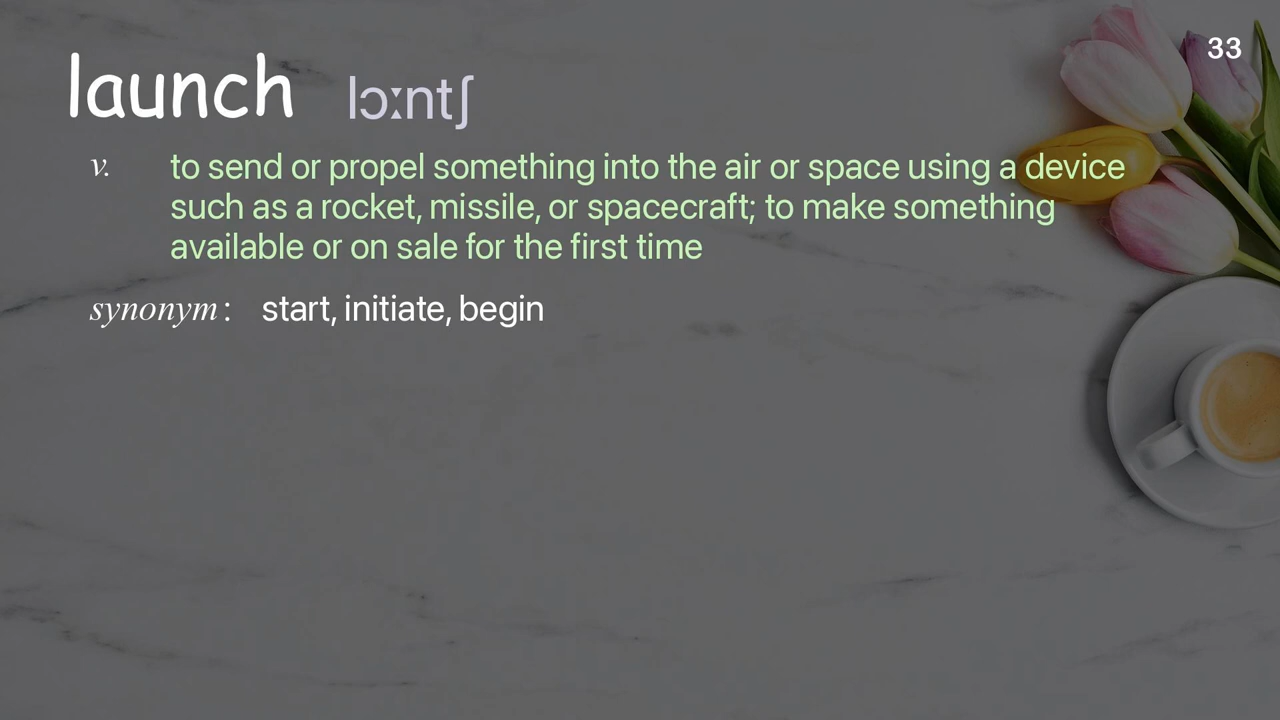 33
launch lɔːntʃ
v. to send or propel something into the air or space using a device
such as a rocket, missile, or spacecraft; to make something
available or on sale for the first time
synonym: start, initiate, begin